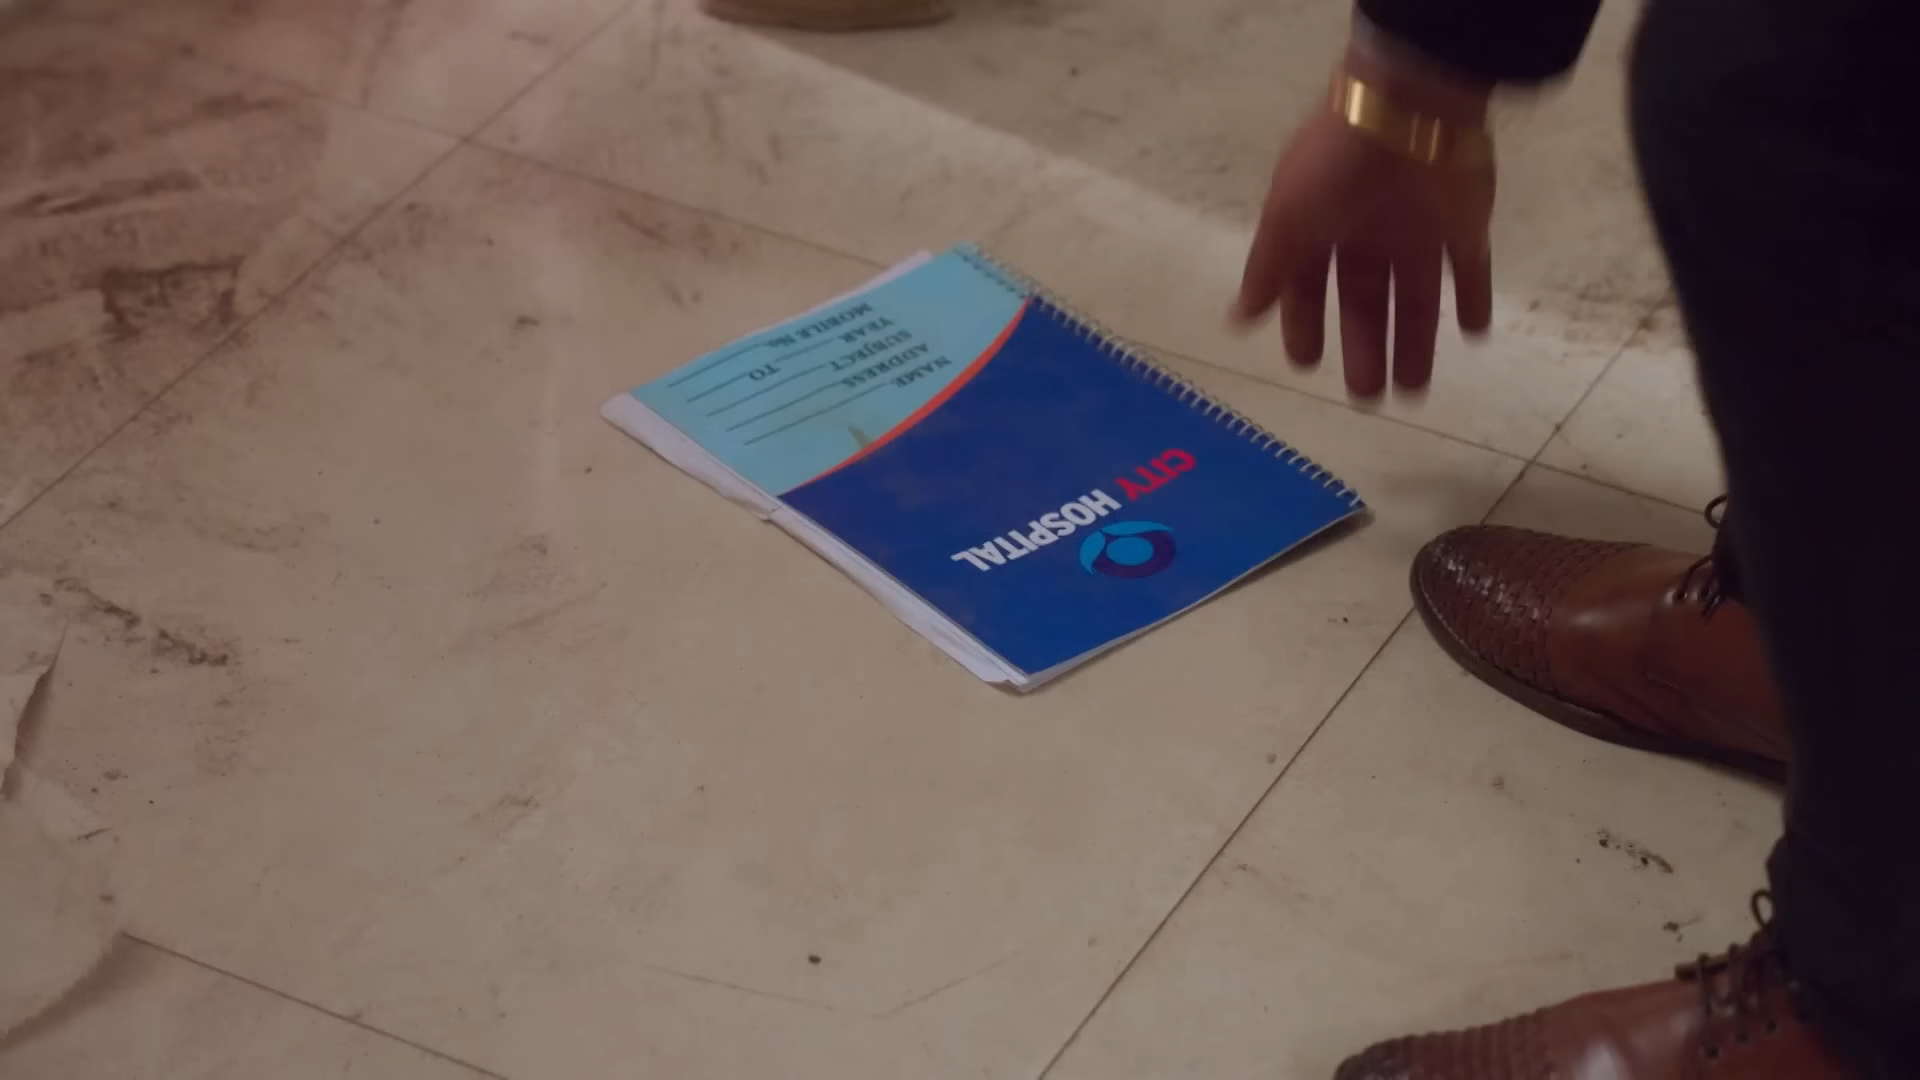 CITY HOSPITAL
NAME
ADDRESS
SUBJECT
YEAR TO
MOBILE No.